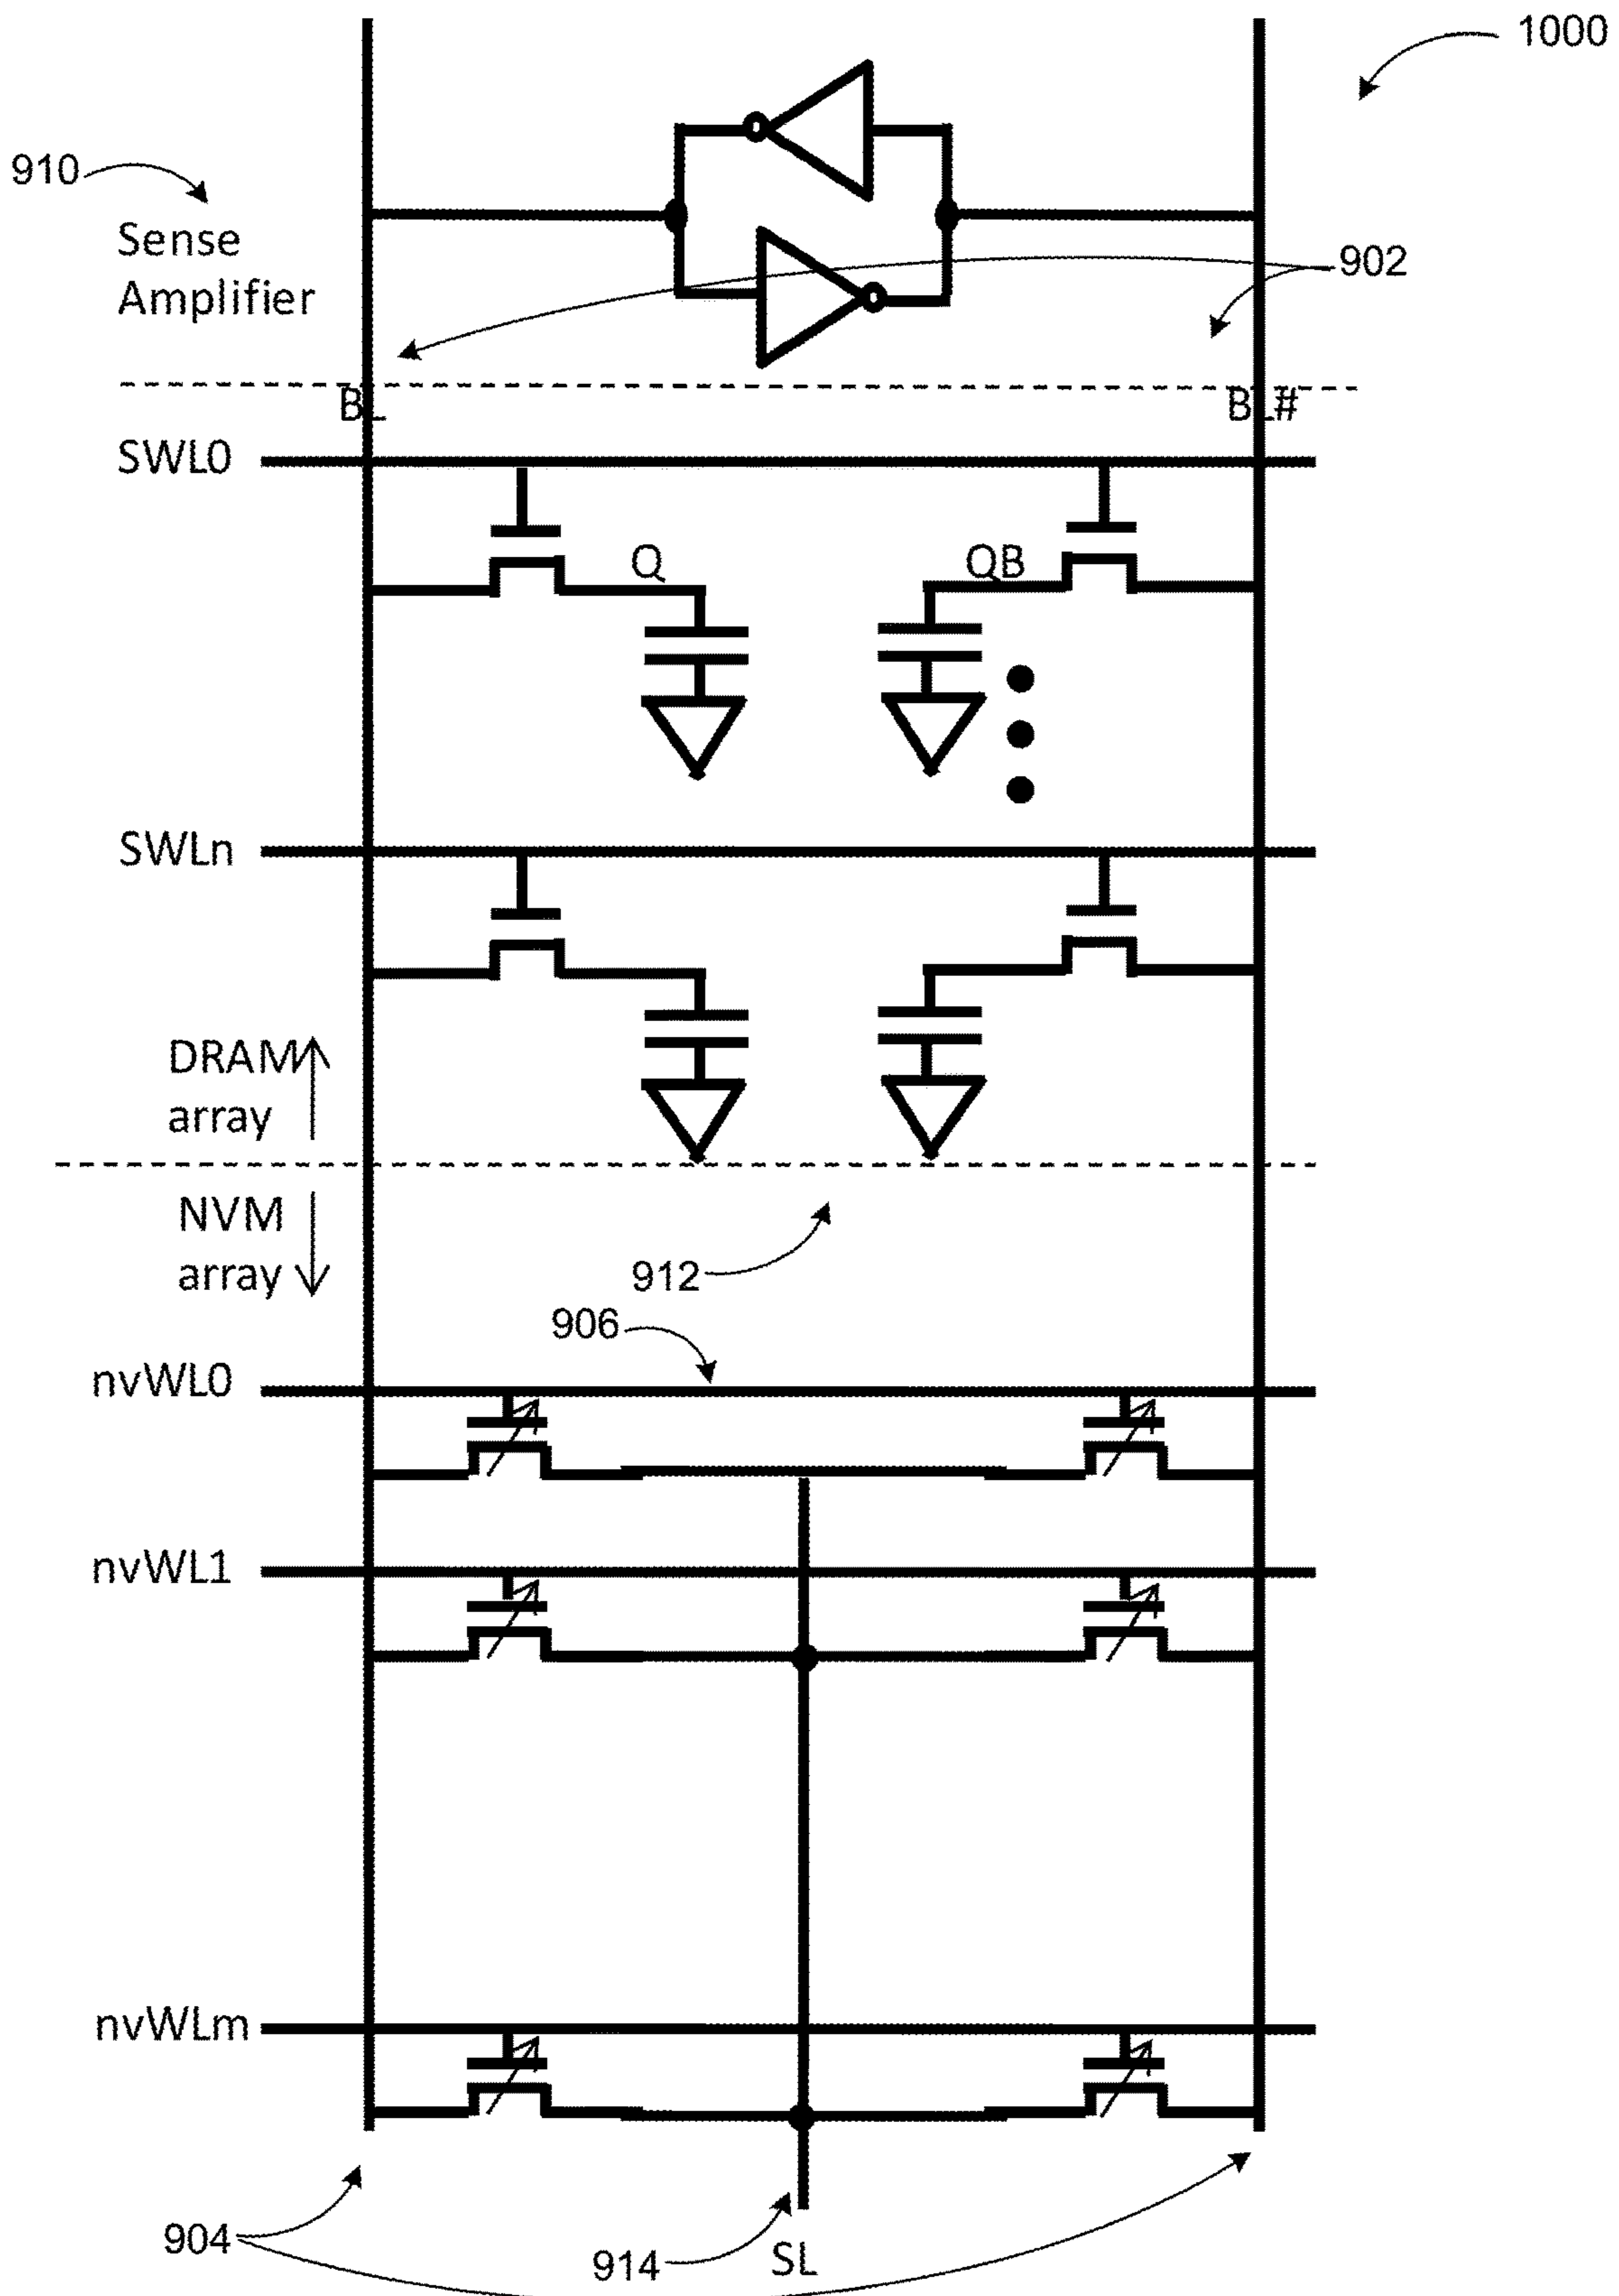 1000
910
Sense
Amplifier
902
BL
BL#
SWL0
Q
QB
SWLn
DRAM
array
NVM
array
912
906
nvWL0
nvWL1
nvWLm
904
914
SL